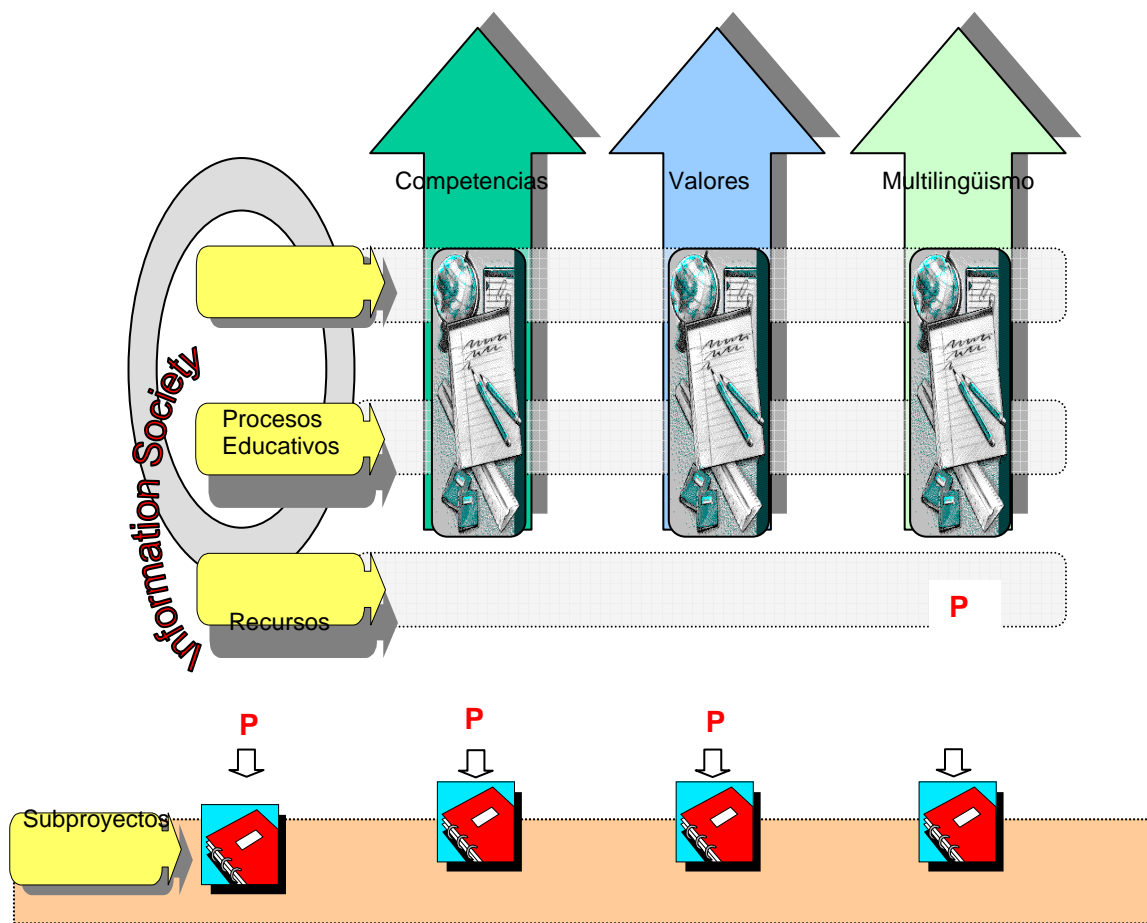 Competencias
Valores
Multilingüismo
Information Society
Procesos
Educativos
Recursos
P
P
P
P
Subproyectos